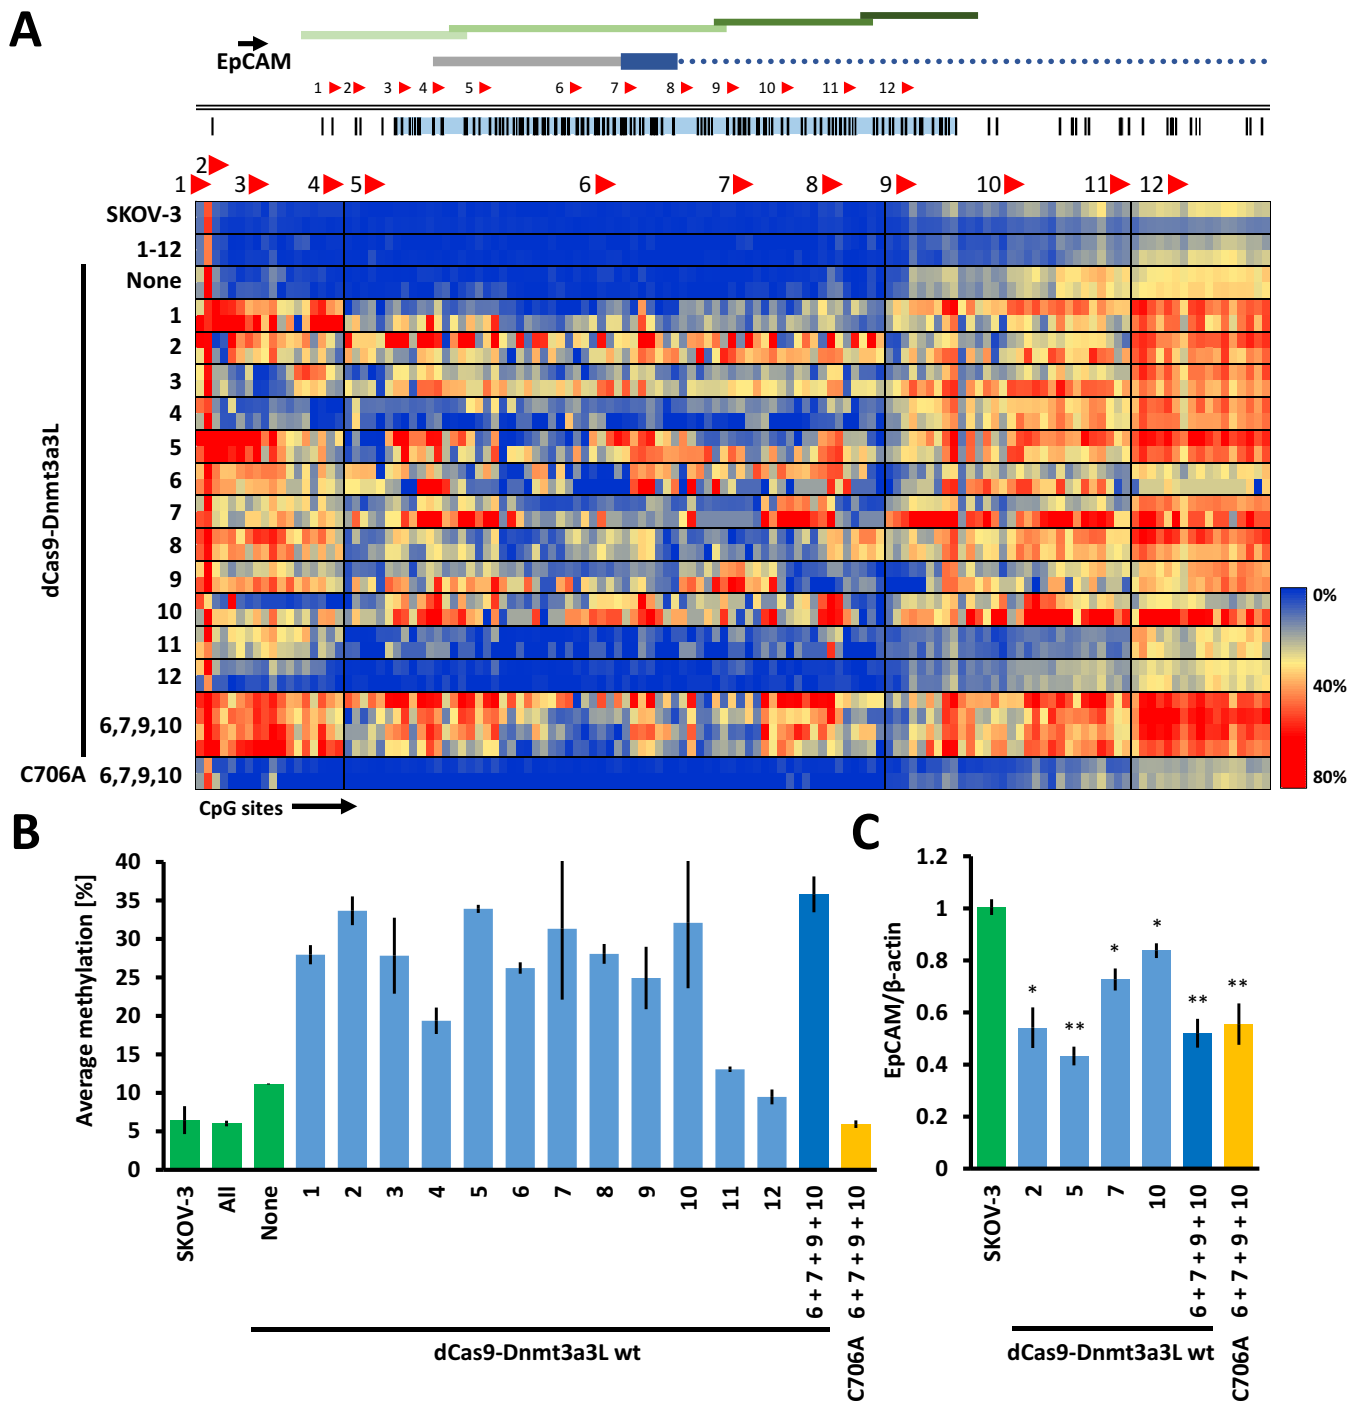 A
EpCAM
1 2 3 4 5 6 7 8 9 10 11 12
2
1 3 4 5 6 7 8 9 10 11 12
SKOV-3
1-12
None
1
2
3
4
5
6
7
8
9
10
11
12
6,7,9,10
C706A 6,7,9,10
dCas9-Dnmt3a3L
0%
40%
80%
CpG sites
B
Average methylation [%]
40
35
30
25
20
15
10
5
0
SKOV-3
All
None
1
2
3
4
5
6
7
8
9
10
11
12
6 + 7 + 9 + 10
C706A 6 + 7 + 9 + 10
dCas9-Dnmt3a3L wt
C
EpCAM/β-actin
1.2
1
0.8
0.6
0.4
0.2
0
*
**
*
*
**
**
SKOV-3
2
5
7
10
6 + 7 + 9 + 10
C706A 6 + 7 + 9 + 10
dCas9-Dnmt3a3L wt